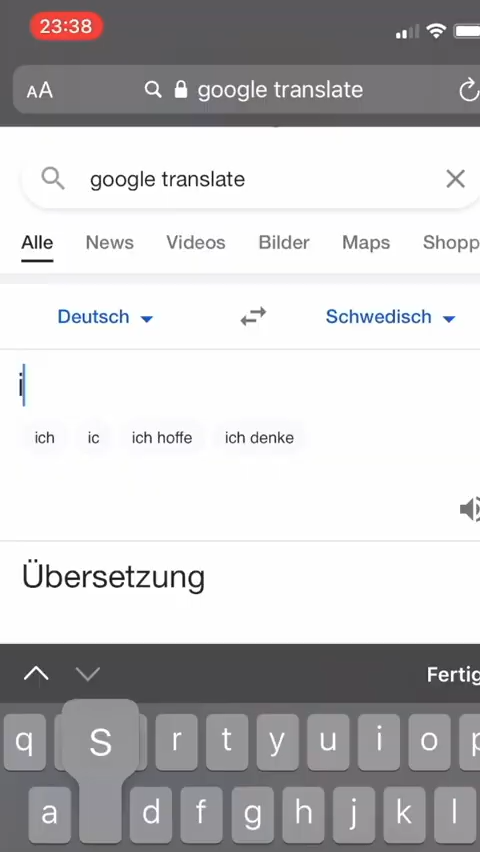 23:38
AA google translate
google translate
Alle News Videos Bilder Maps Shopp
Deutsch Schwedisch
i
ich ic ich hoffe ich denke
Übersetzung
Fertig
q S r t y u i o p
a d f g h j k l